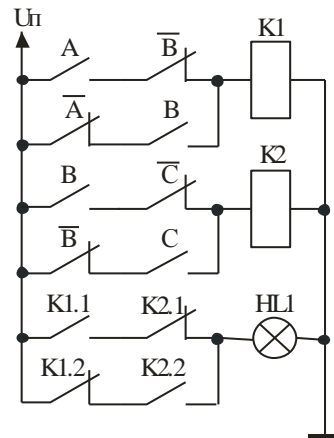 Uп
A B̅ K1
A̅ B
K2
B C̅
B̅ C
K1.1 K2.1 HL1
K1.2 K2.2